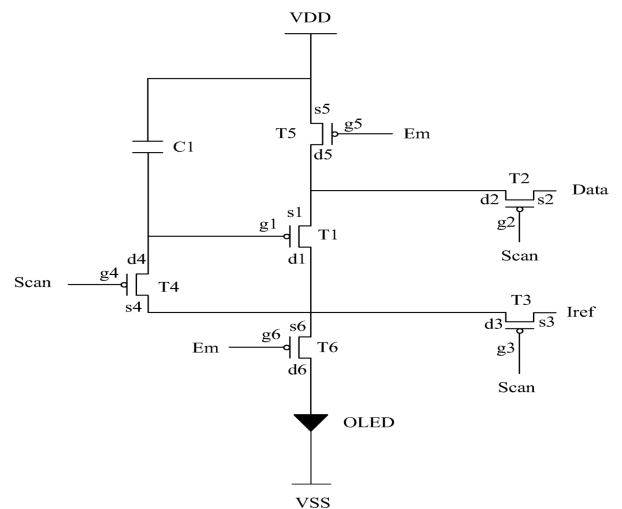 VDD
s5
T5
g5
Em
d5
C1
T2
d2
s2
Data
g2
Scan
s1
g1
T1
d1
d4
g4
Scan
T4
s4
T3
Iref
d3
s3
g3
Scan
s6
g6
T6
Em
d6
OLED
VSS